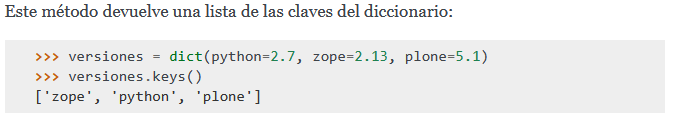 Este método devuelve una lista de las claves del diccionario:
>>> versiones = dict(python=2.7, zope=2.13, plone=5.1)
>>> versiones.keys()
['zope', 'python', 'plone']